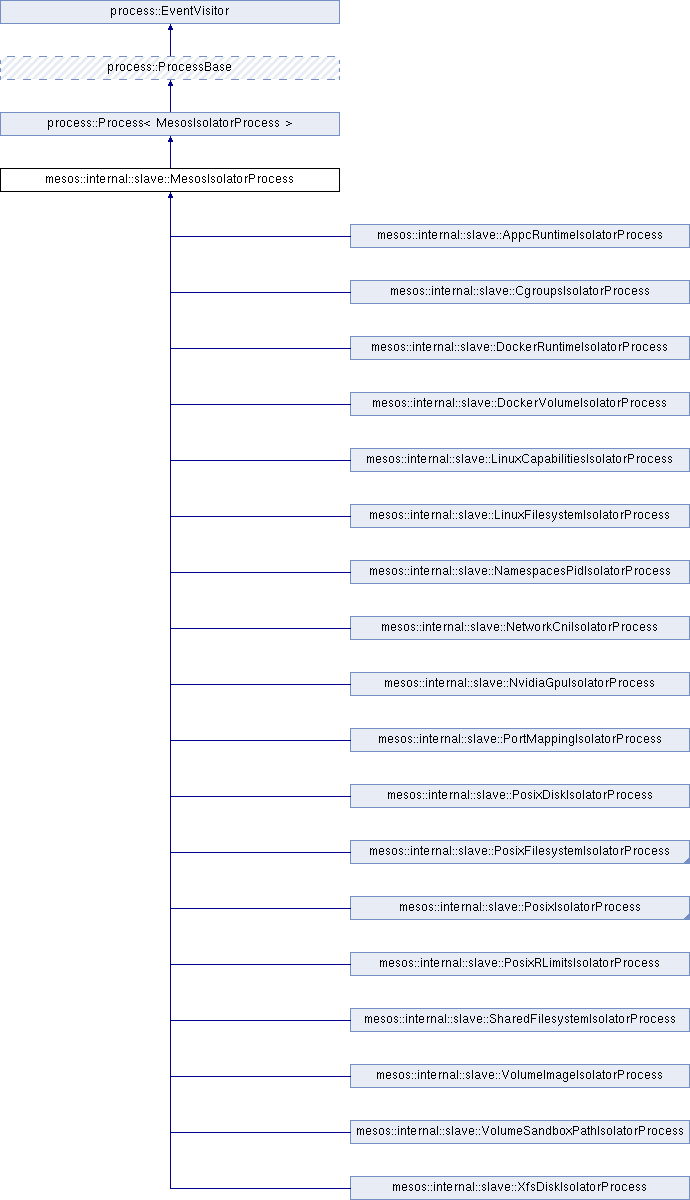 process::EventVisitor
process::ProcessBase
process::Process< MesosIsolatorProcess >
mesos::internal::slave::MesosIsolatorProcess
mesos::internal::slave::AppcRuntimeIsolatorProcess
mesos::internal::slave::CgroupsIsolatorProcess
mesos::internal::slave::DockerRuntimeIsolatorProcess
mesos::internal::slave::DockerVolumeIsolatorProcess
mesos::internal::slave::LinuxCapabilitiesIsolatorProcess
mesos::internal::slave::LinuxFilesystemIsolatorProcess
mesos::internal::slave::NamespacesPidIsolatorProcess
mesos::internal::slave::NetworkCniIsolatorProcess
mesos::internal::slave::NvidiaGpuIsolatorProcess
mesos::internal::slave::PortMappingIsolatorProcess
mesos::internal::slave::PosixDiskIsolatorProcess
mesos::internal::slave::PosixFilesystemIsolatorProcess
mesos::internal::slave::PosixIsolatorProcess
mesos::internal::slave::PosixRLimitsIsolatorProcess
mesos::internal::slave::SharedFilesystemIsolatorProcess
mesos::internal::slave::VolumeImageIsolatorProcess
mesos::internal::slave::VolumeSandboxPathIsolatorProcess
mesos::internal::slave::XfsDiskIsolatorProcess